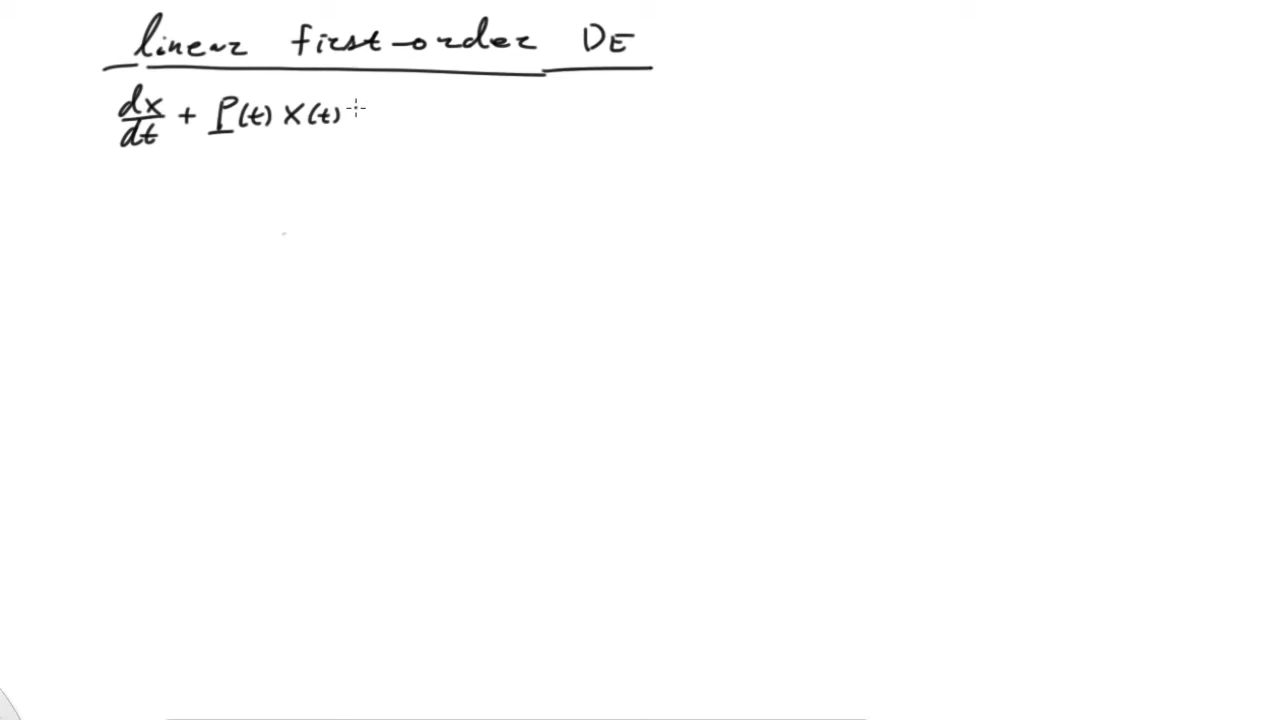 linear first-order DE
dx/dt + P(t) x(t)